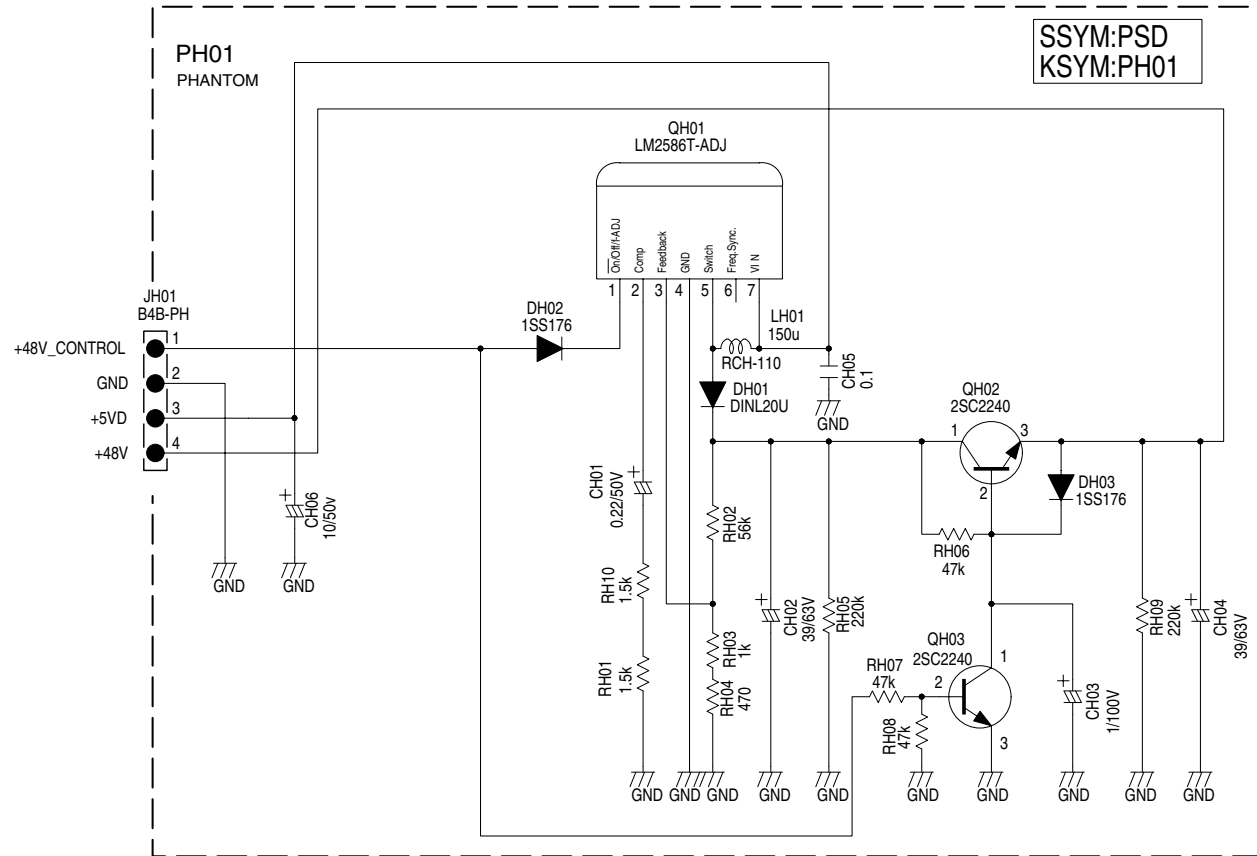 PH01
PHANTOM
SSYM:PSD
KSYM:PH01
QH01
LM2586T-ADJ
On/Off/f-ADJ
Comp
Feedback
GND
Switch
Freq.Sync.
VI N
1
2
3
4
5
6
7
JH01
B4B-PH
+48V_CONTROL
1
GND
2
+5VD
3
+48V
4
DH02
1SS176
LH01
150u
RCH-110
CH05
0.1
GND
DH01
DINL20U
QH02
2SC2240
1
3
2
DH03
1SS176
RH06
47k
+
CH06
10/50v
GND
GND
+
CH01
0.22/50V
RH10
1.5k
RH01
1.5k
RH02
56k
RH03
1k
RH04
470
+
CH02
39/63V
RH05
220k
RH07
47k
RH08
47k
QH03
2SC2240
1
2
3
+
CH03
1/100V
RH09
220k
+
CH04
39/63V
GND
GND
GND
GND
GND
GND
GND
GND
GND
GND